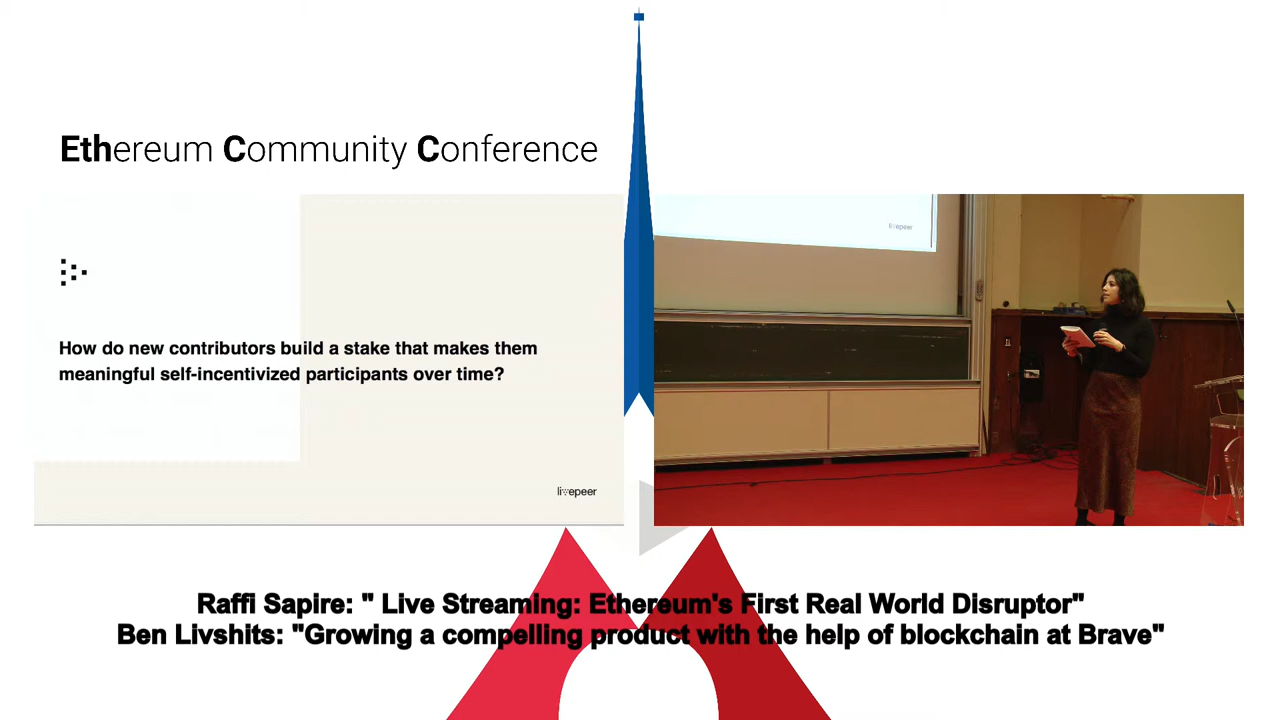 Ethereum Community Conference
How do new contributors build a stake that makes them
meaningful self-incentivized participants over time?
livepeer
livepeer
Raffi Sapire: " Live Streaming: Ethereum's First Real World Disruptor"
Ben Livshits: "Growing a compelling product with the help of blockchain at Brave"